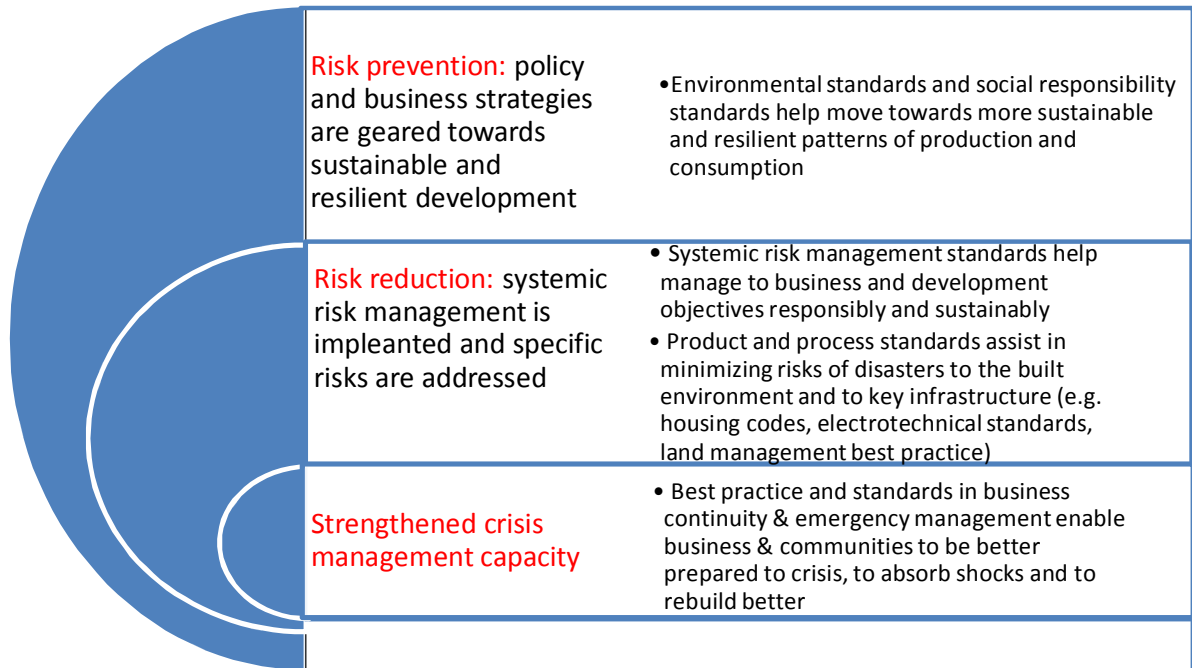 Risk prevention: policy
and business strategies
are geared towards
sustainable and
resilient development
•Environmental standards and social responsibility
standards help move towards more sustainable
and resilient patterns of production and
consumption
Risk reduction: systemic
risk management is
impleanted and specific
risks are addressed
• Systemic risk management standards help
manage to business and development
objectives responsibly and sustainably
• Product and process standards assist in
minimizing risks of disasters to the built
environment and to key infrastructure (e.g.
housing codes, electrotechnical standards,
land management best practice)
Strengthened crisis
management capacity
• Best practice and standards in business
continuity & emergency management enable
business & communities to be better
prepared to crisis, to absorb shocks and to
rebuild better